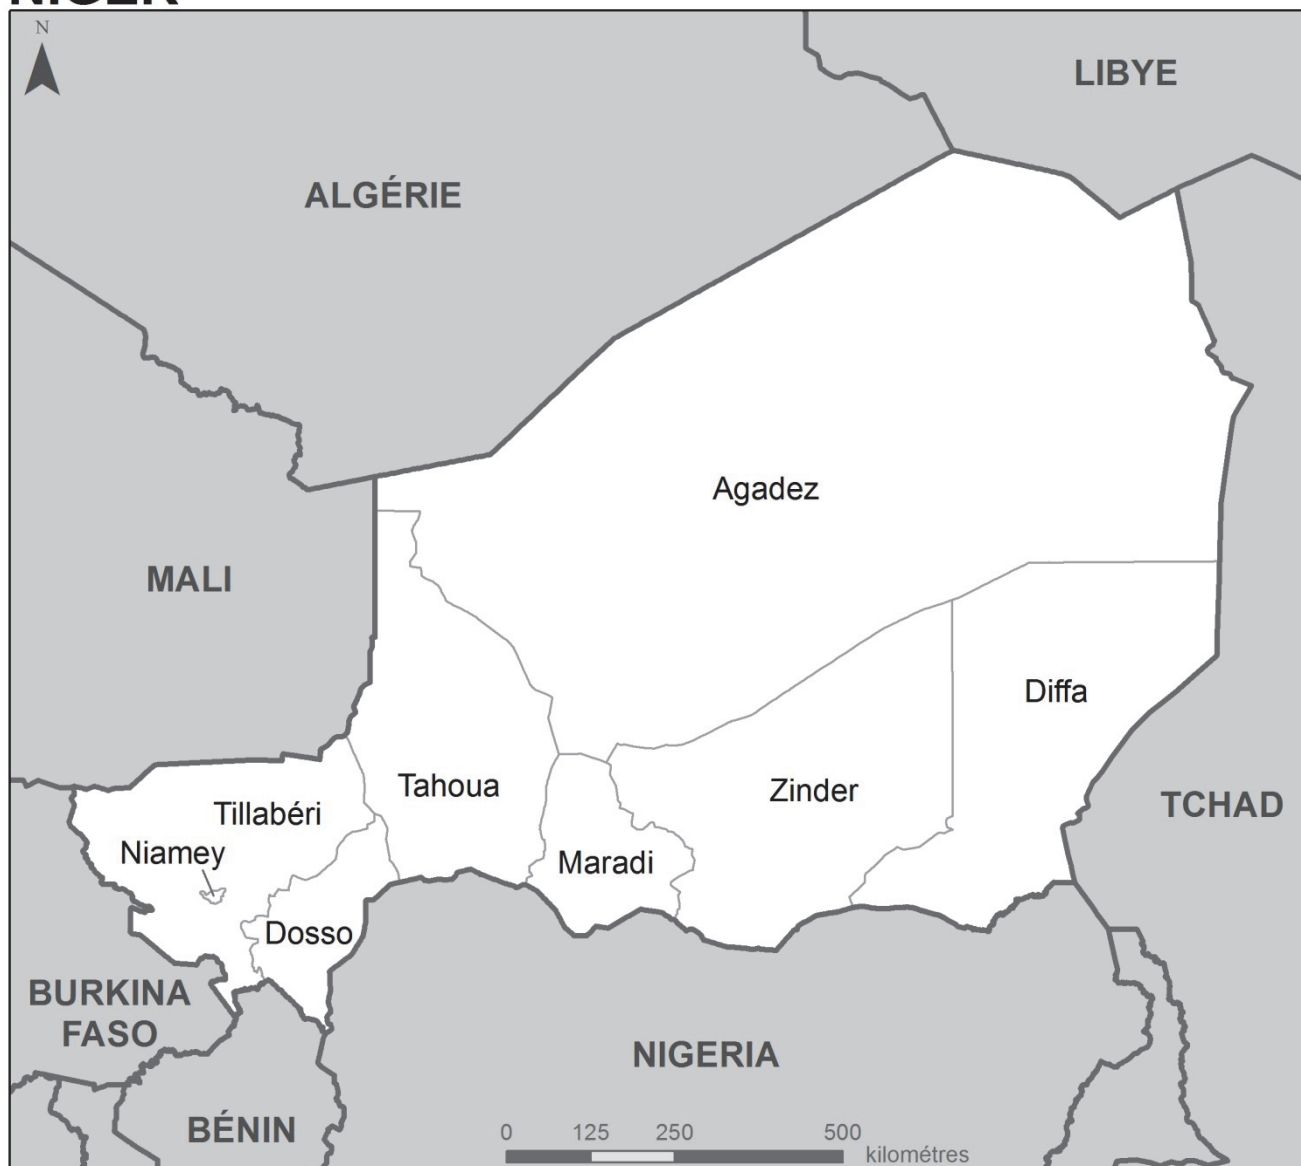 NIGER
N
LIBYE
ALGÉRIE
Agadez
MALI
Diffa
Tahoua
Zinder
TCHAD
Tillabéri
Niamey
Maradi
Dosso
BURKINA
FASO
NIGERIA
BÉNIN
0 125 250 500
kilométres